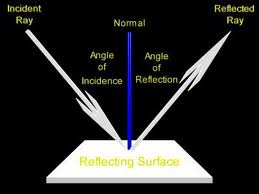 Incident
Ray
Normal
Reflected
Ray
Angle
of
Incidence
Angle
of
Reflection
Reflecting Surface